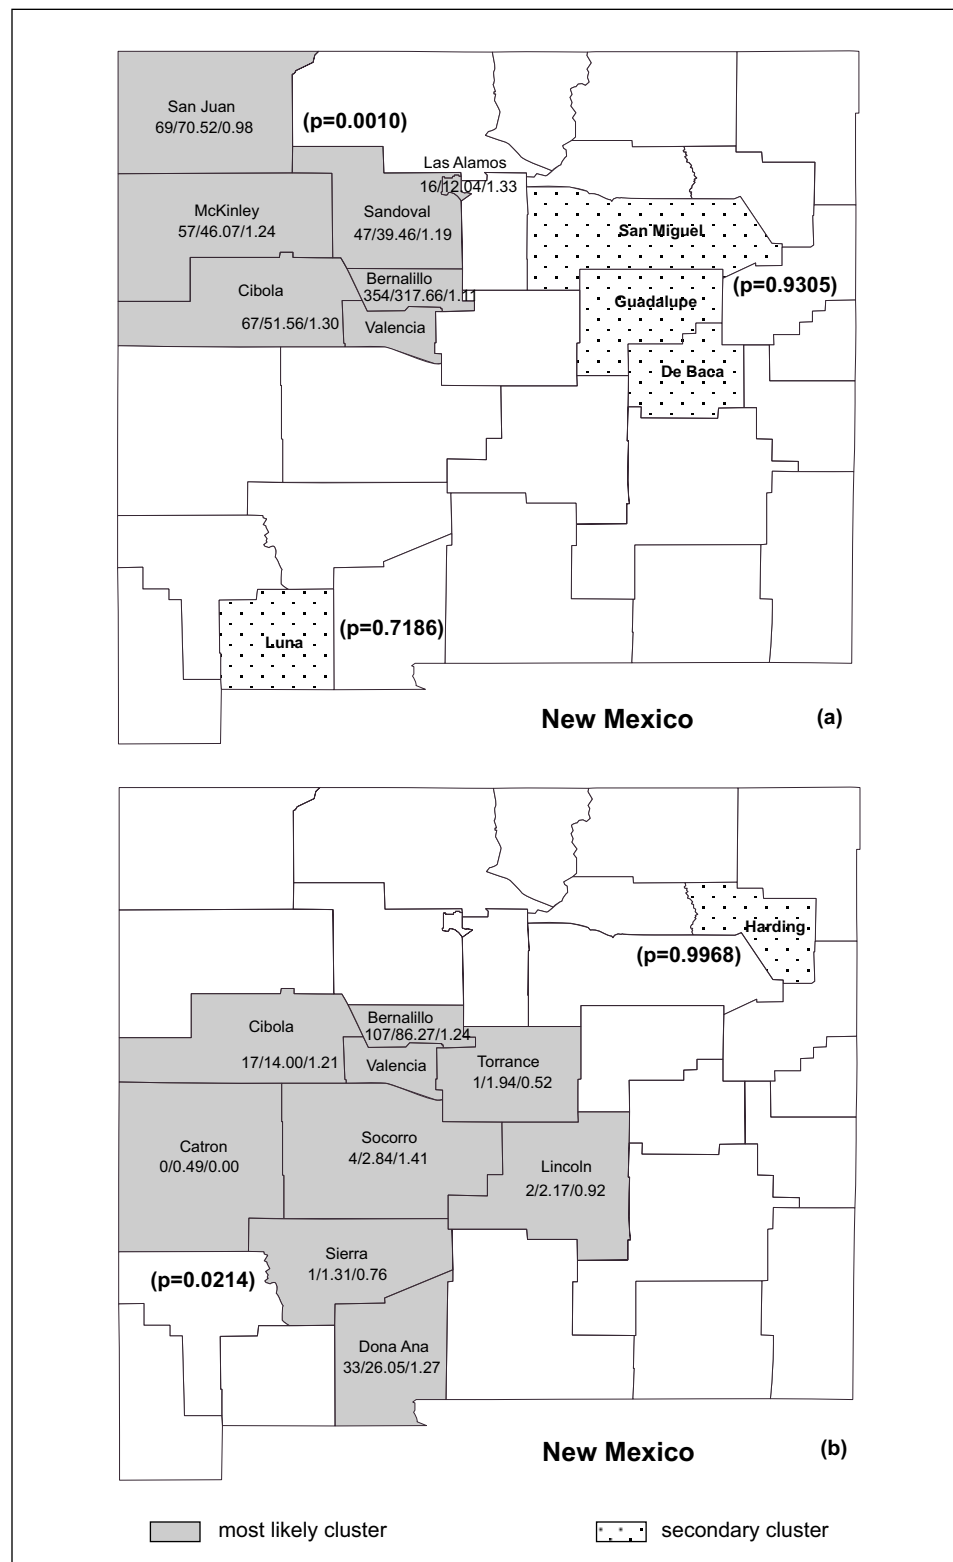 San Juan
69/70.52/0.98
(p=0.0010)
Las Alamos
16/12.04/1.33
McKinley
57/46.07/1.24
Sandoval
47/39.46/1.19
San Miguel
Bernalillo
354/317.66/1.11
(p=0.9305)
Cibola
67/51.56/1.30
Guadalupe
Valencia
De Baca
Luna
(p=0.7186)
New Mexico
(a)
Harding
(p=0.9968)
Bernalillo
107/86.27/1.24
Cibola
17/14.00/1.21
Valencia
Torrance
1/1.94/0.52
Catron
0/0.49/0.00
Socorro
4/2.84/1.41
Lincoln
2/2.17/0.92
Sierra
1/1.31/0.76
(p=0.0214)
Dona Ana
33/26.05/1.27
New Mexico
(b)
most likely cluster
secondary cluster